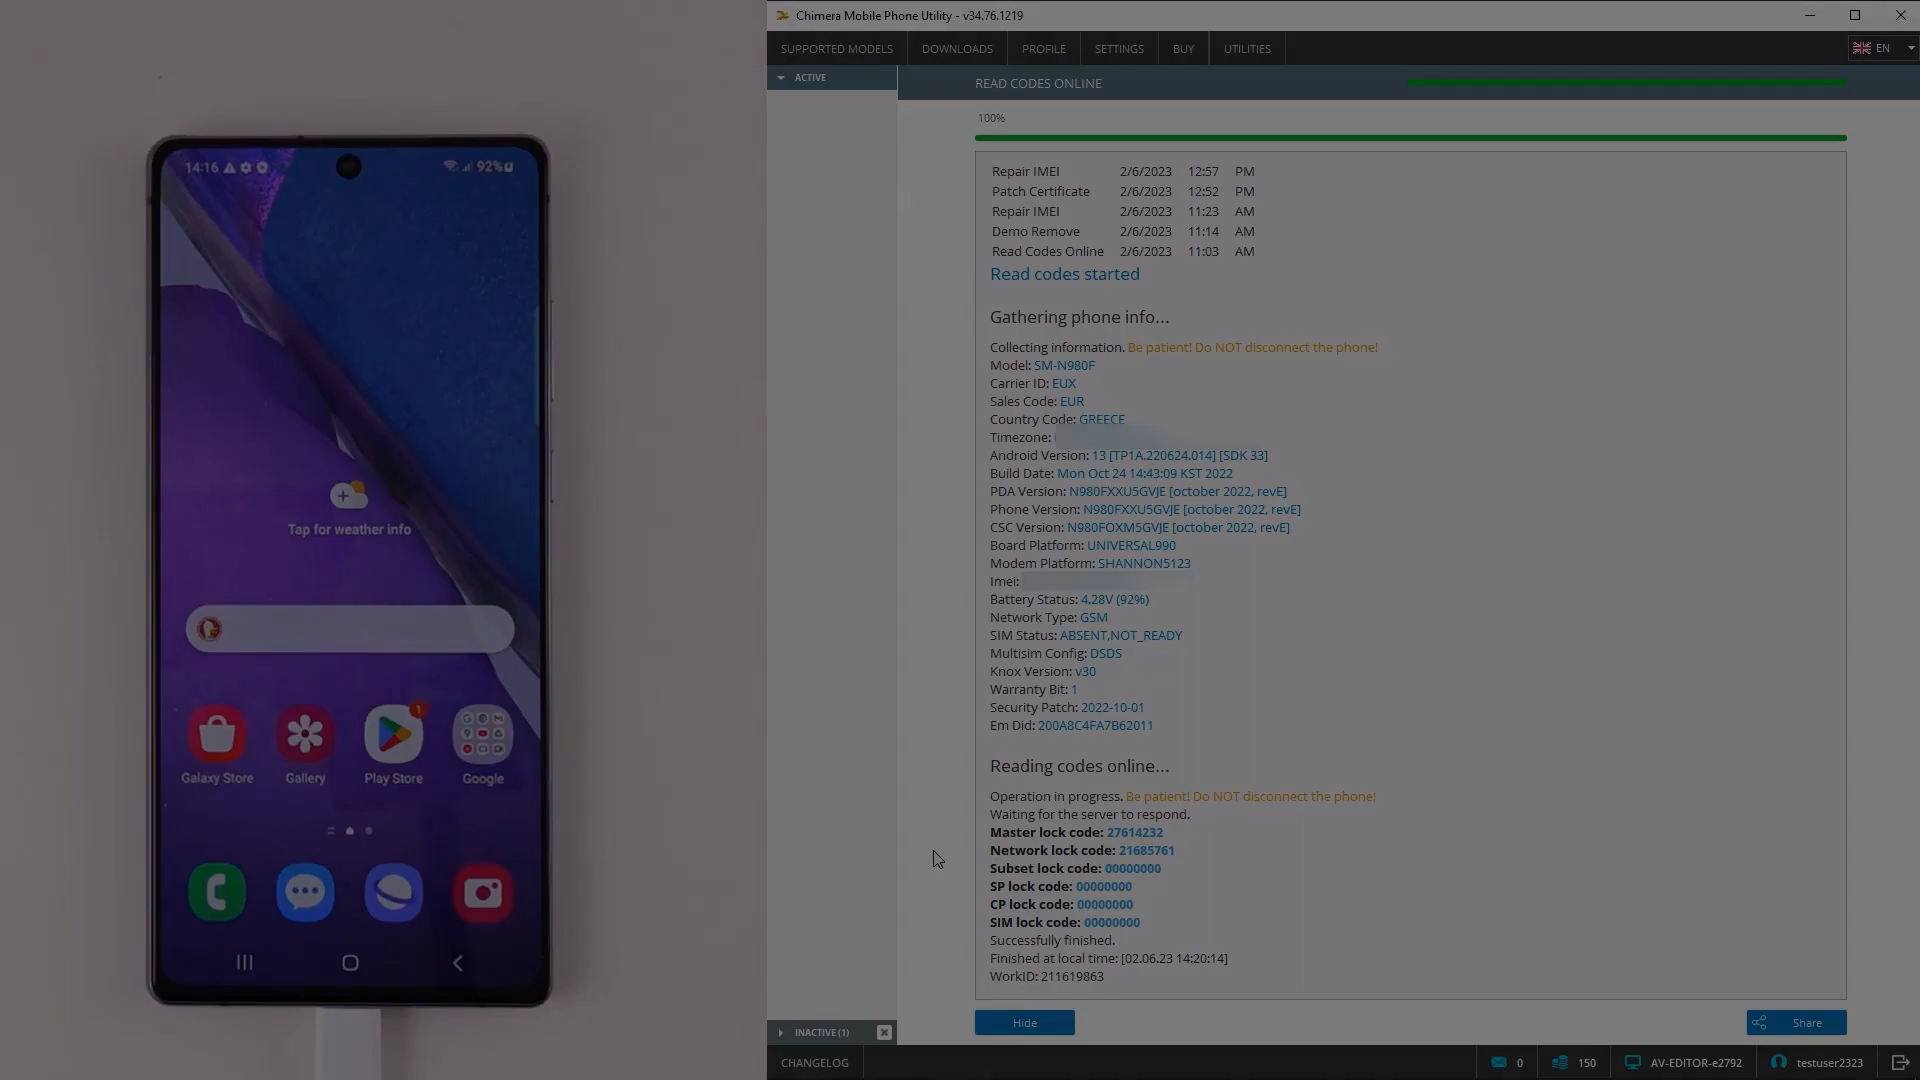 14:16
92%
Tap for weather info
1
Galaxy Store
Gallery
Play Store
Google
Chimera Mobile Phone Utility - v34.76.1219
SUPPORTED MODELS
DOWNLOADS
PROFILE
SETTINGS
BUY
UTILITIES
EN
ACTIVE
READ CODES ONLINE
100%
Repair IMEI 2/6/2023 12:57 PM
Patch Certificate 2/6/2023 12:52 PM
Repair IMEI 2/6/2023 11:23 AM
Demo Remove 2/6/2023 11:14 AM
Read Codes Online 2/6/2023 11:03 AM
Read codes started
Gathering phone info...
Collecting information. Be patient! Do NOT disconnect the phone!
Model: SM-N980F
Carrier ID: EUX
Sales Code: EUR
Country Code: GREECE
Timezone:
Android Version: 13 [TP1A.220624.014] [SDK 33]
Build Date: Mon Oct 24 14:43:09 KST 2022
PDA Version: N980FXXU5GVJE [october 2022, revE]
Phone Version: N980FXXU5GVJE [october 2022, revE]
CSC Version: N980FOXM5GVJE [october 2022, revE]
Board Platform: UNIVERSAL990
Modem Platform: SHANNON5123
Imei:
Battery Status: 4.28V (92%)
Network Type: GSM
SIM Status: ABSENT,NOT_READY
Multisim Config: DSDS
Knox Version: v30
Warranty Bit: 1
Security Patch: 2022-10-01
Em Did: 200A8C4FA7B62011
Reading codes online...
Operation in progress. Be patient! Do NOT disconnect the phone!
Waiting for the server to respond.
Master lock code: 27614232
Network lock code: 21685761
Subset lock code: 00000000
SP lock code: 00000000
CP lock code: 00000000
SIM lock code: 00000000
Successfully finished.
Finished at local time: [02.06.23 14:20:14]
WorkID: 211619863
Hide
Share
INACTIVE (1)
CHANGELOG
0
150
AV-EDITOR-e2792
testuser2323